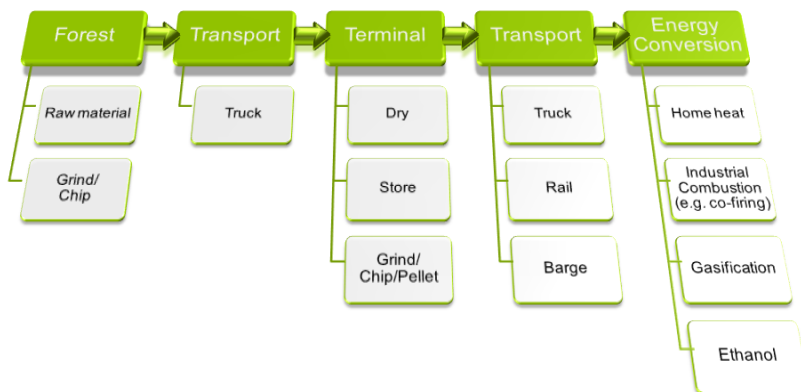 Forest
Transport
Terminal
Transport
Energy
Conversion
Raw material
Grind/
Chip
Truck
Dry
Store
Grind/
Chip/Pellet
Truck
Rail
Barge
Home heat
Industrial
Combustion
(e.g. co-firing)
Gasification
Ethanol